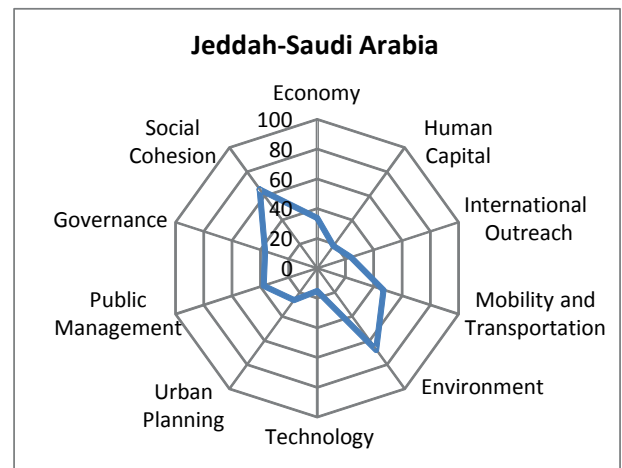 Jeddah-Saudi Arabia
Economy
Human
Capital
International
Outreach
Mobility and
Transportation
Environment
Technology
Urban
Planning
Public
Management
Governance
Social
Cohesion
100
80
60
40
20
0